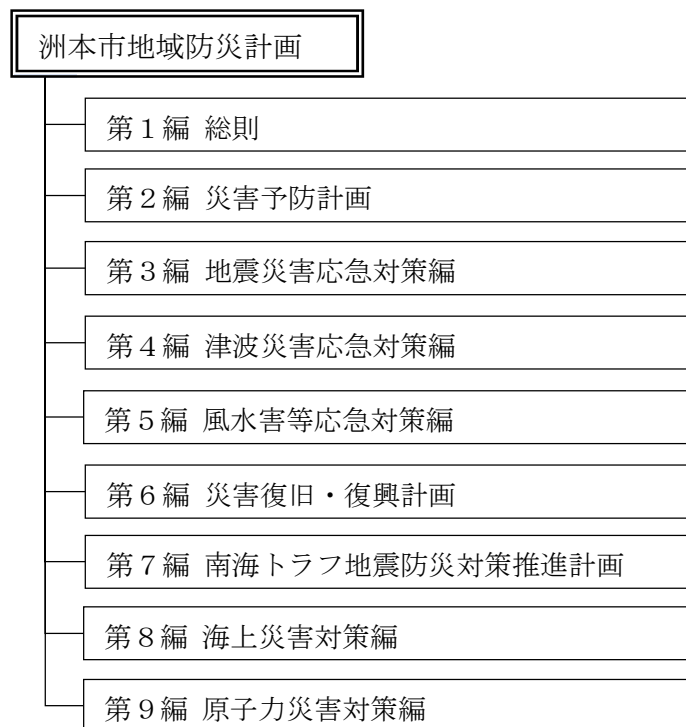 洲本市地域防災計画
第１編 総則
第２編 災害予防計画
第３編 地震災害応急対策編
第４編 津波災害応急対策編
第５編 風水害等応急対策編
第６編 災害復旧・復興計画
第７編 南海トラフ地震防災対策推進計画
第８編 海上災害対策編
第９編 原子力災害対策編